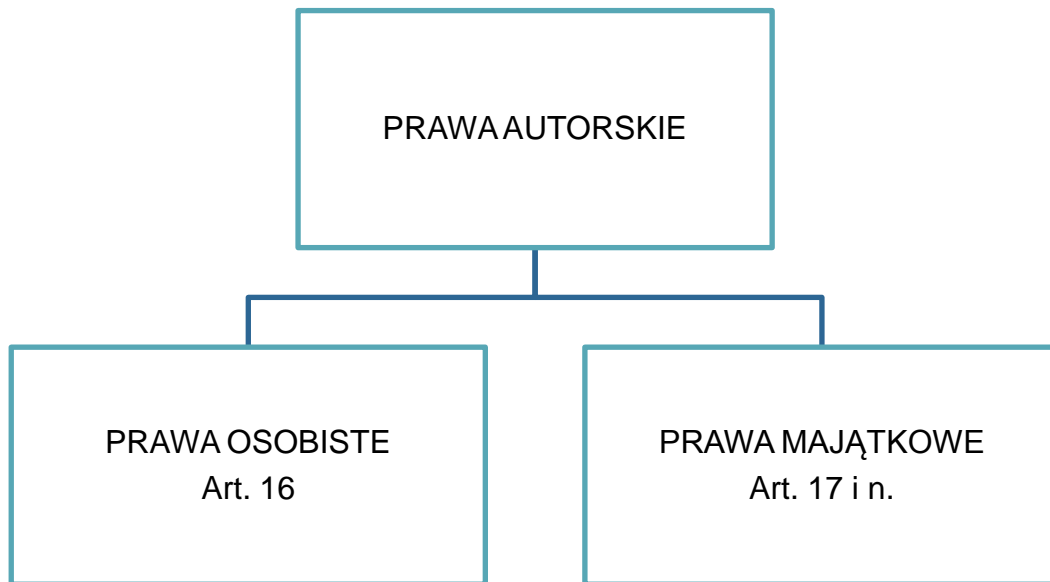 PRAWA AUTORSKIE
PRAWA OSOBISTE
Art. 16
PRAWA MAJĄTKOWE
Art. 17 i n.